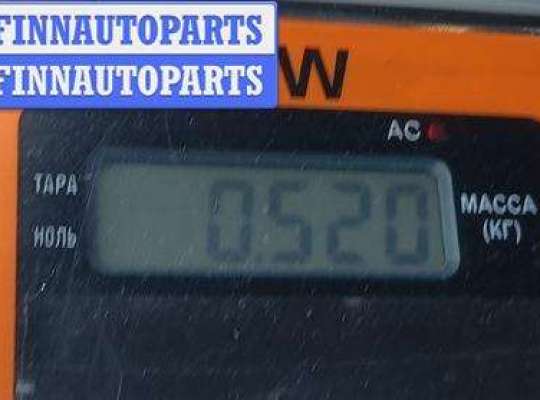 FINNAUTOPARTS
FINNAUTOPARTS
W
AC
ТАРА
0.520
МАССА
НОЛЬ
(КГ)